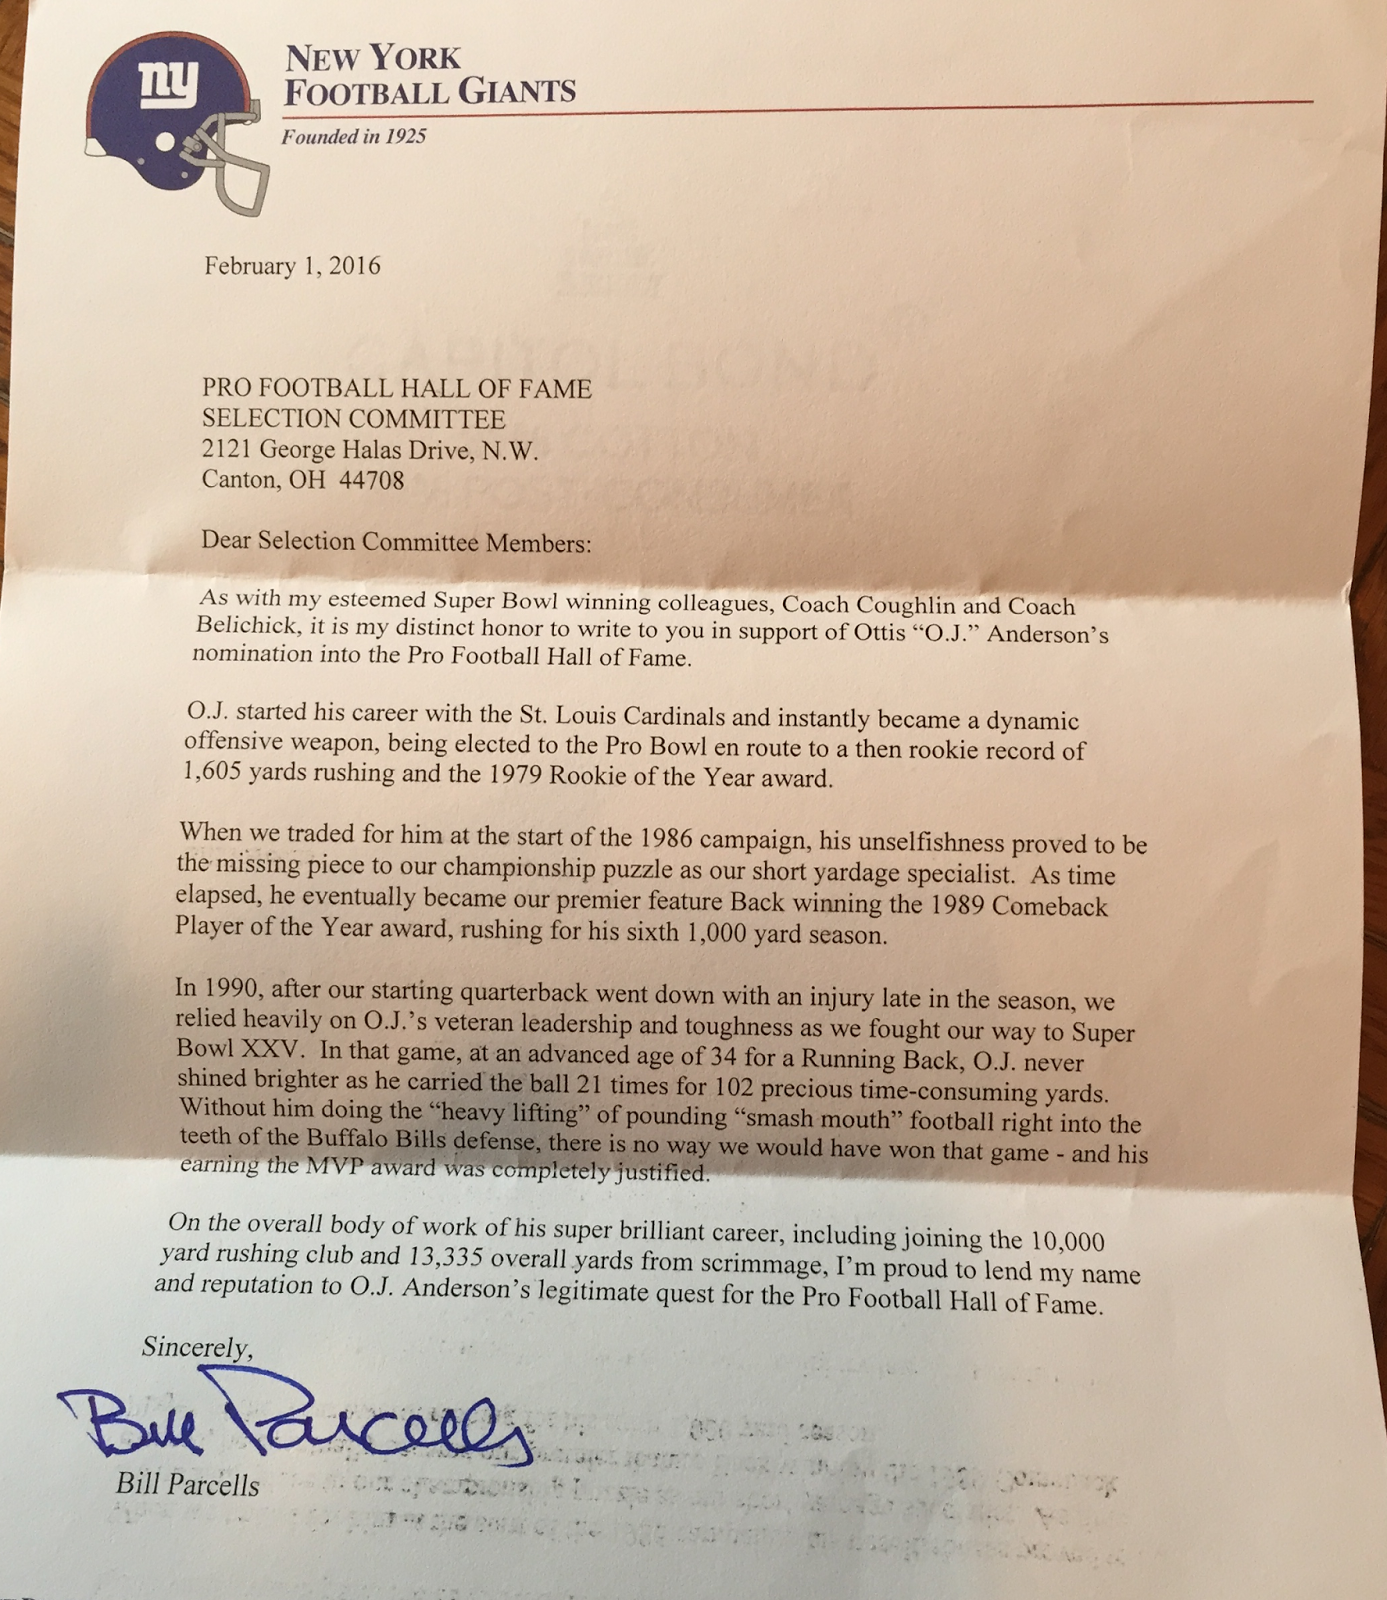 ny
NEW YORK
FOOTBALL GIANTS
Founded in 1925
February 1, 2016
PRO FOOTBALL HALL OF FAME
SELECTION COMMITTEE
2121 George Halas Drive, N.W.
Canton, OH  44708
Dear Selection Committee Members:
As with my esteemed Super Bowl winning colleagues, Coach Coughlin and Coach
Belichick, it is my distinct honor to write to you in support of Ottis “O.J.” Anderson’s
nomination into the Pro Football Hall of Fame.
O.J. started his career with the St. Louis Cardinals and instantly became a dynamic
offensive weapon, being elected to the Pro Bowl en route to a then rookie record of
1,605 yards rushing and the 1979 Rookie of the Year award.
When we traded for him at the start of the 1986 campaign, his unselfishness proved to be
the missing piece to our championship puzzle as our short yardage specialist.  As time
elapsed, he eventually became our premier feature Back winning the 1989 Comeback
Player of the Year award, rushing for his sixth 1,000 yard season.
In 1990, after our starting quarterback went down with an injury late in the season, we
relied heavily on O.J.’s veteran leadership and toughness as we fought our way to Super
Bowl XXV.  In that game, at an advanced age of 34 for a Running Back, O.J. never
shined brighter as he carried the ball 21 times for 102 precious time-consuming yards.
Without him doing the “heavy lifting” of pounding “smash mouth” football right into the
teeth of the Buffalo Bills defense, there is no way we would have won that game - and his
earning the MVP award was completely justified.
On the overall body of work of his super brilliant career, including joining the 10,000
yard rushing club and 13,335 overall yards from scrimmage, I’m proud to lend my name
and reputation to O.J. Anderson’s legitimate quest for the Pro Football Hall of Fame.
Sincerely,
Bill Parcells
Bill Parcells